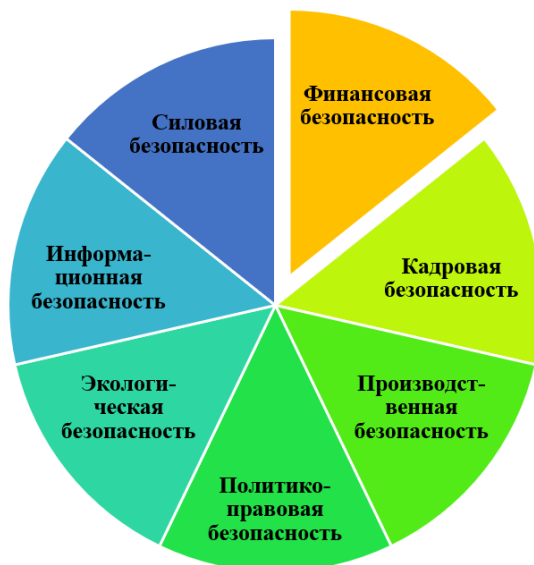 Финансовая
безопасность
Силовая
безопасность
Кадровая
безопасность
Информа-
ционная
безопасность
Производст-
венная
безопасность
Экологи-
ческая
безопасность
Политико-
правовая
безопасность